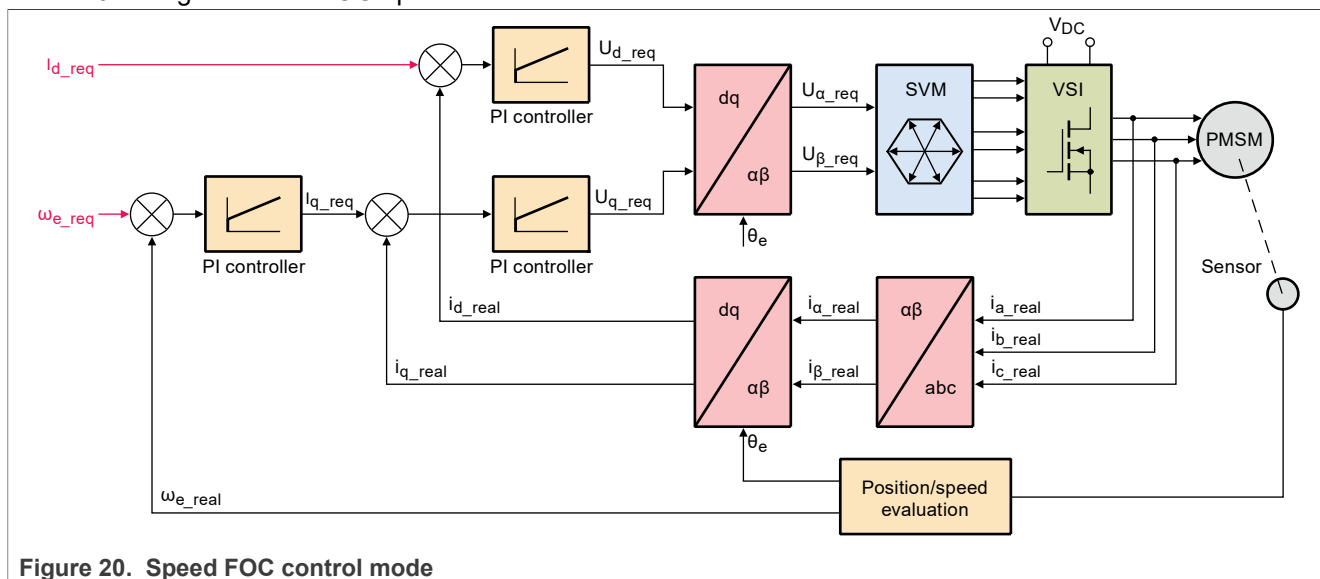 V_DC
I_d_req
U_d_req
PI controller
dq
αβ
U_α_req
U_β_req
SVM
VSI
PMSM
ω_e_req
I_q_req
PI controller
U_q_req
PI controller
θ_e
Sensor
i_d_real
i_q_real
dq
αβ
i_α_real
i_β_real
αβ
abc
i_a_real
i_b_real
i_c_real
θ_e
ω_e_real
Position/speed
evaluation
Figure 20. Speed FOC control mode